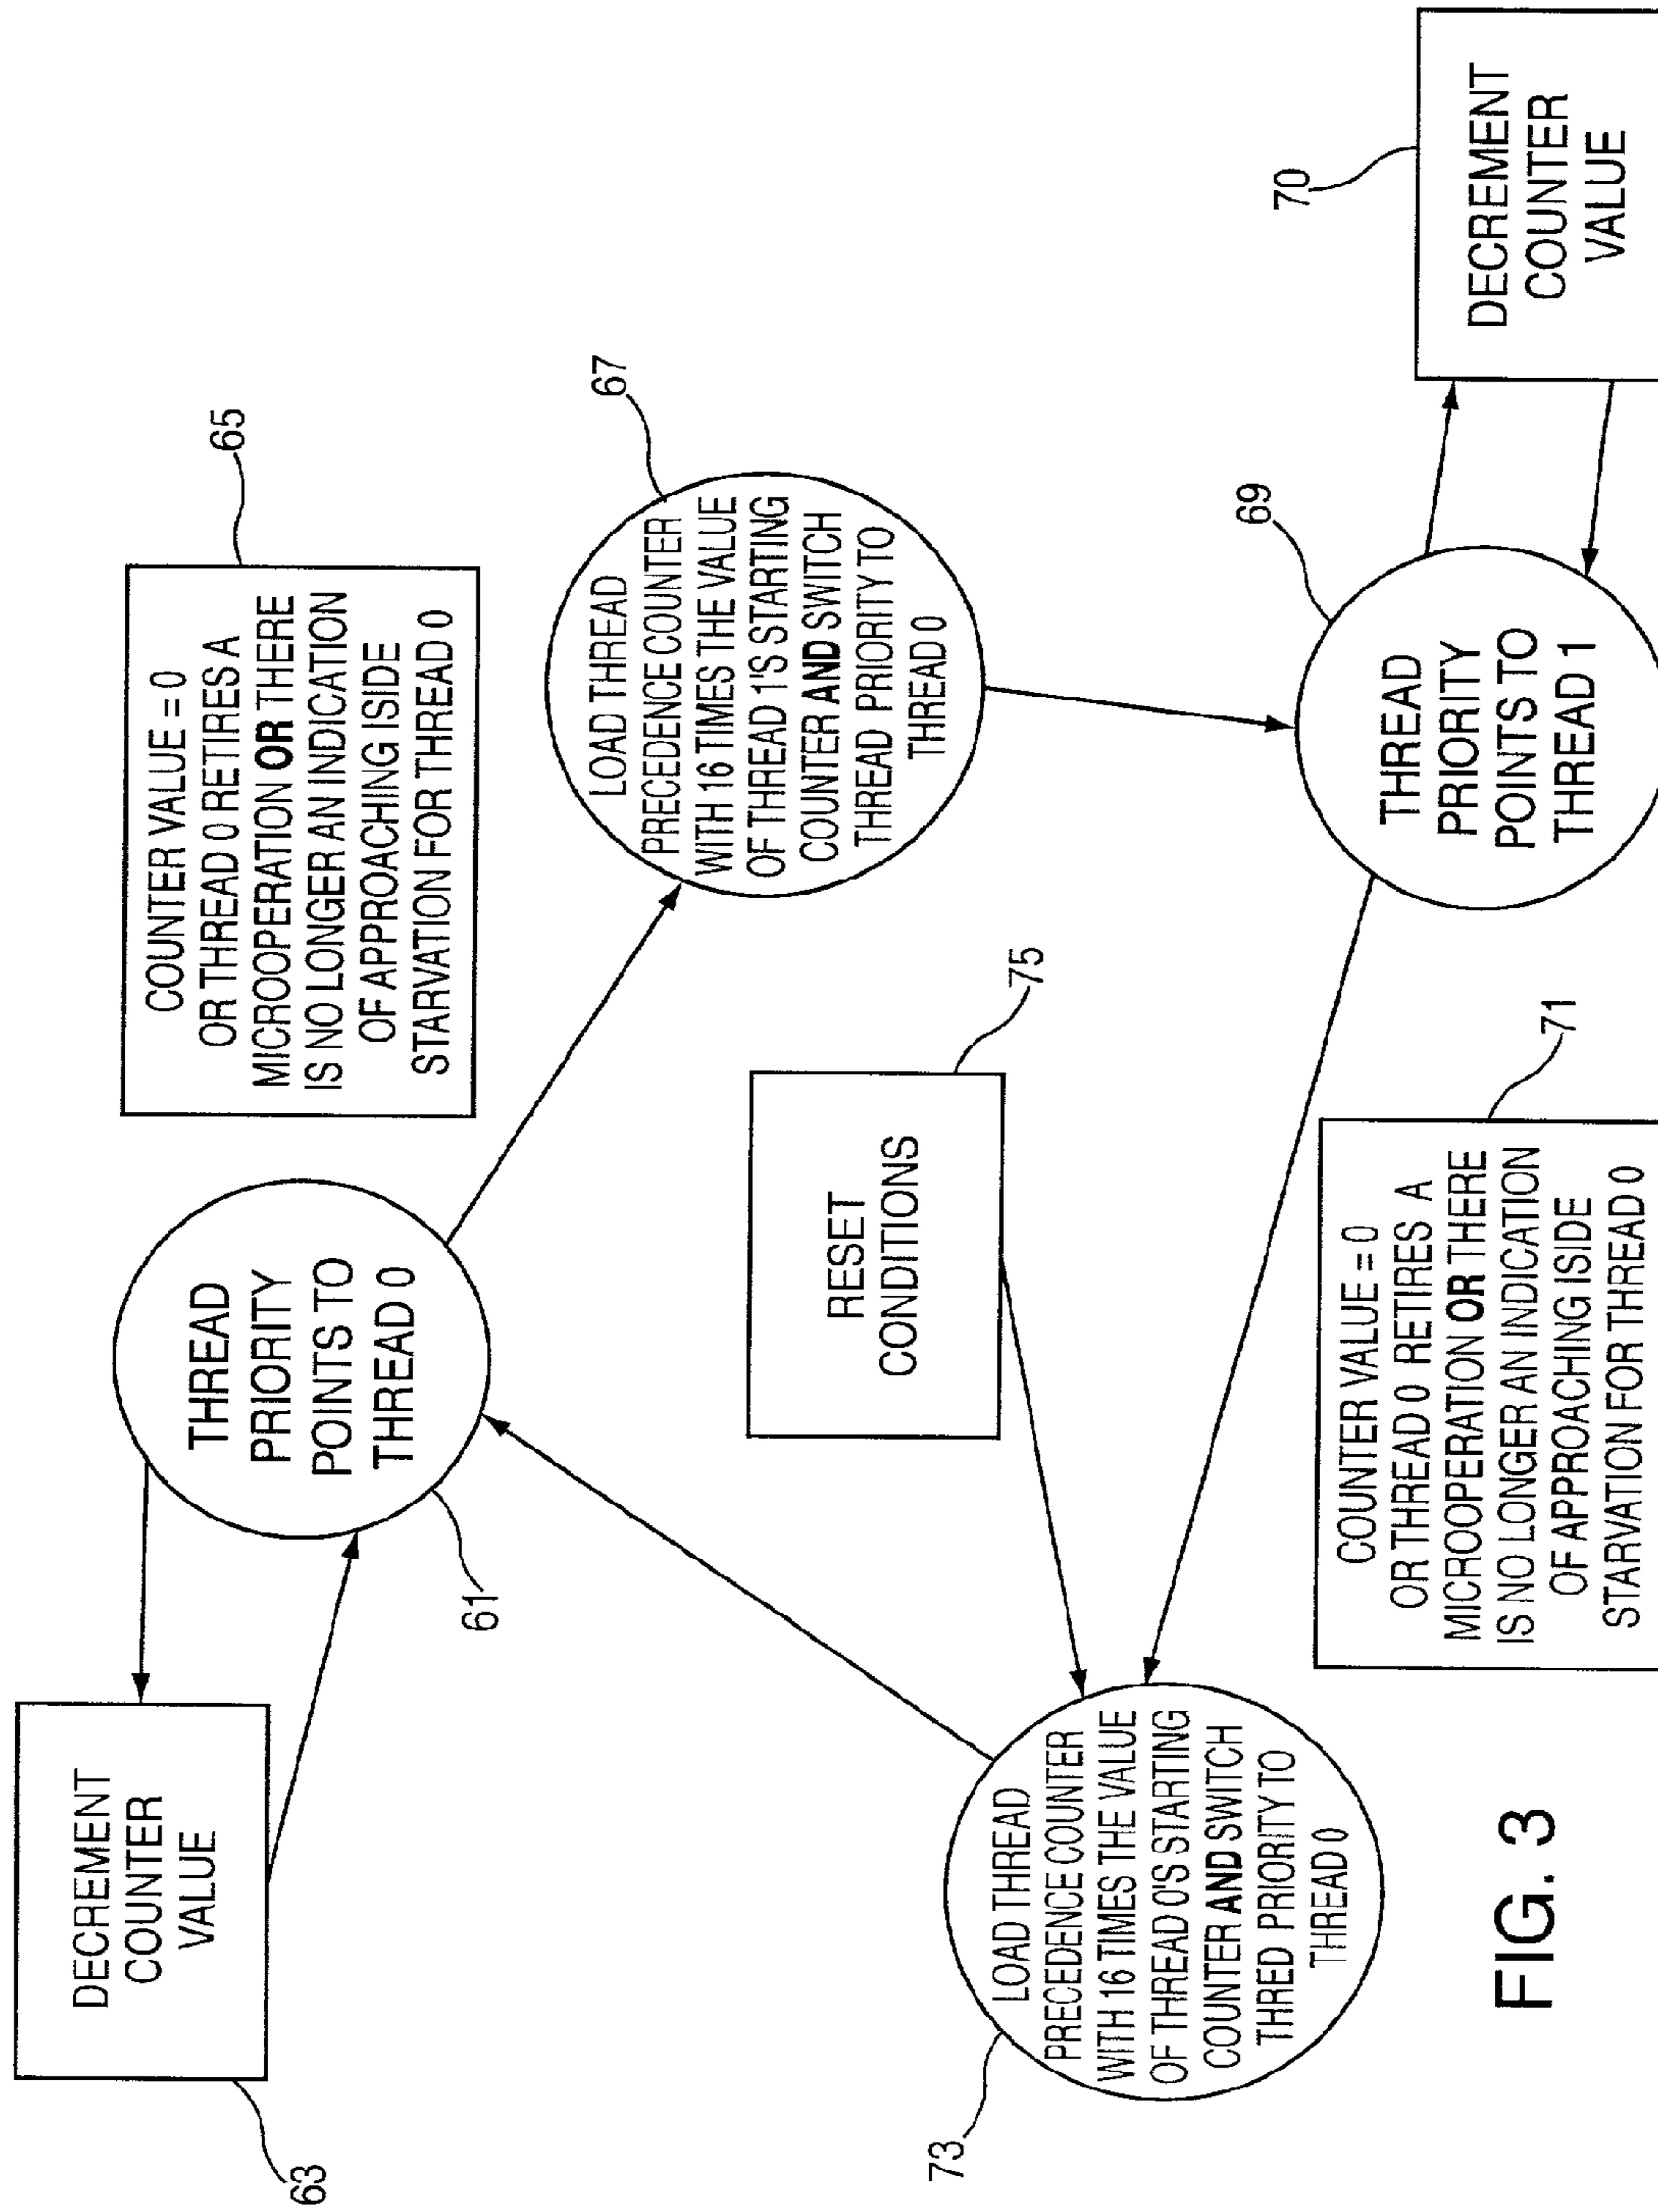 63
DECREMENT
COUNTER
VALUE
61
THREAD
PRIORITY
POINTS TO
THREAD 0
65
COUNTER VALUE = 0
OR THREAD 0 RETIRES A
MICROOPERATION OR THERE
IS NO LONGER AN INDICATION
OF APPROACHING ISIDE
STARVATION FOR THREAD 0
67
LOAD THREAD
PRECEDENCE COUNTER
WITH 16 TIMES THE VALUE
OF THREAD 1'S STARTING
COUNTER AND SWITCH
THREAD PRIORITY TO
THREAD 0
73
LOAD THREAD
PRECEDENCE COUNTER
WITH 16 TIMES THE VALUE
OF THREAD 0'S STARTING
COUNTER AND SWITCH
THRED PRIORITY TO
THREAD 0
75
RESET
CONDITIONS
69
THREAD
PRIORITY
POINTS TO
THREAD 1
70
DECREMENT
COUNTER
VALUE
71
COUNTER VALUE = 0
OR THREAD 0 RETIRES A
MICROOPERATION OR THERE
IS NO LONGER AN INDICATION
OF APPROACHING ISIDE
STARVATION FOR THREAD 0
FIG. 3